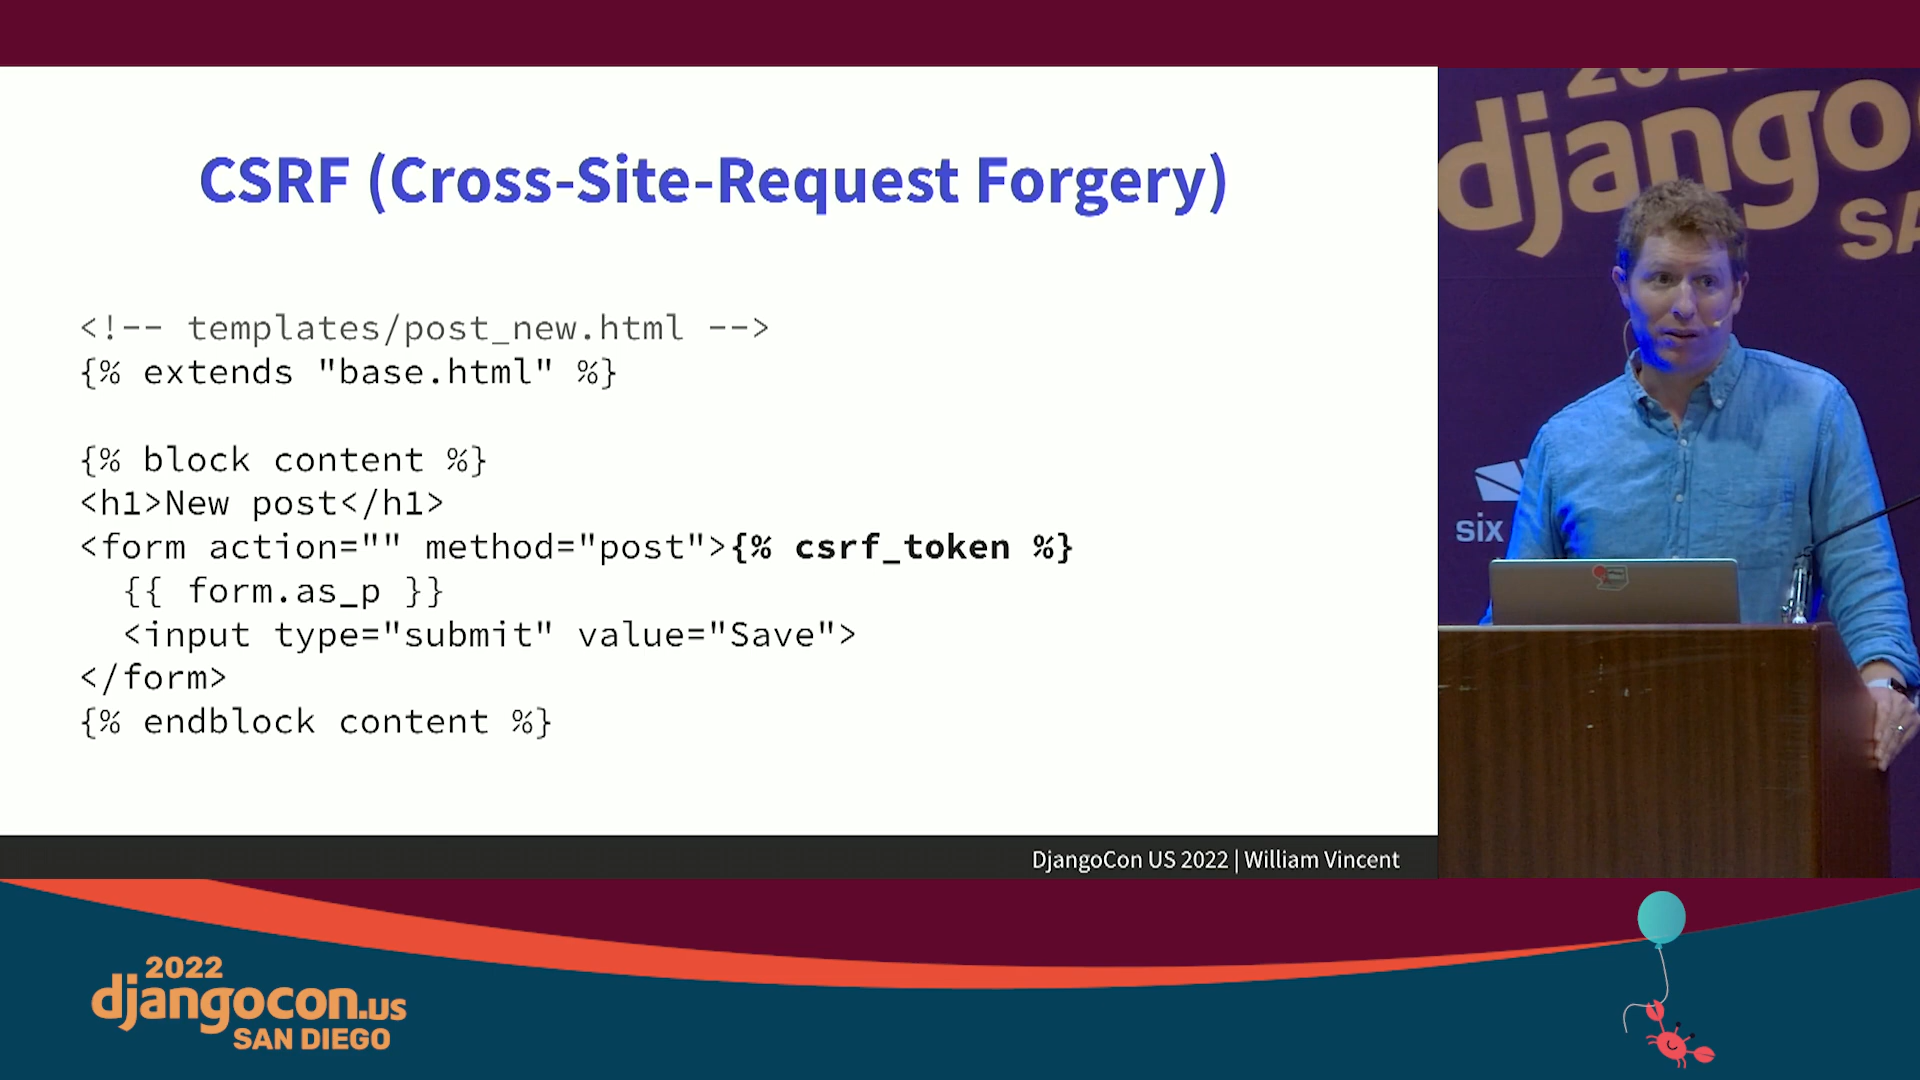 CSRF (Cross-Site-Request Forgery)
<!-- templates/post_new.html -->
{% extends "base.html" %}
{% block content %}
<h1>New post</h1>
<form action="" method="post">{% csrf_token %}
{{ form.as_p }}
<input type="submit" value="Save">
</form>
{% endblock content %}
DjangoCon US 2022 | William Vincent
django
six
2022
djangocon.us
SAN DIEGO